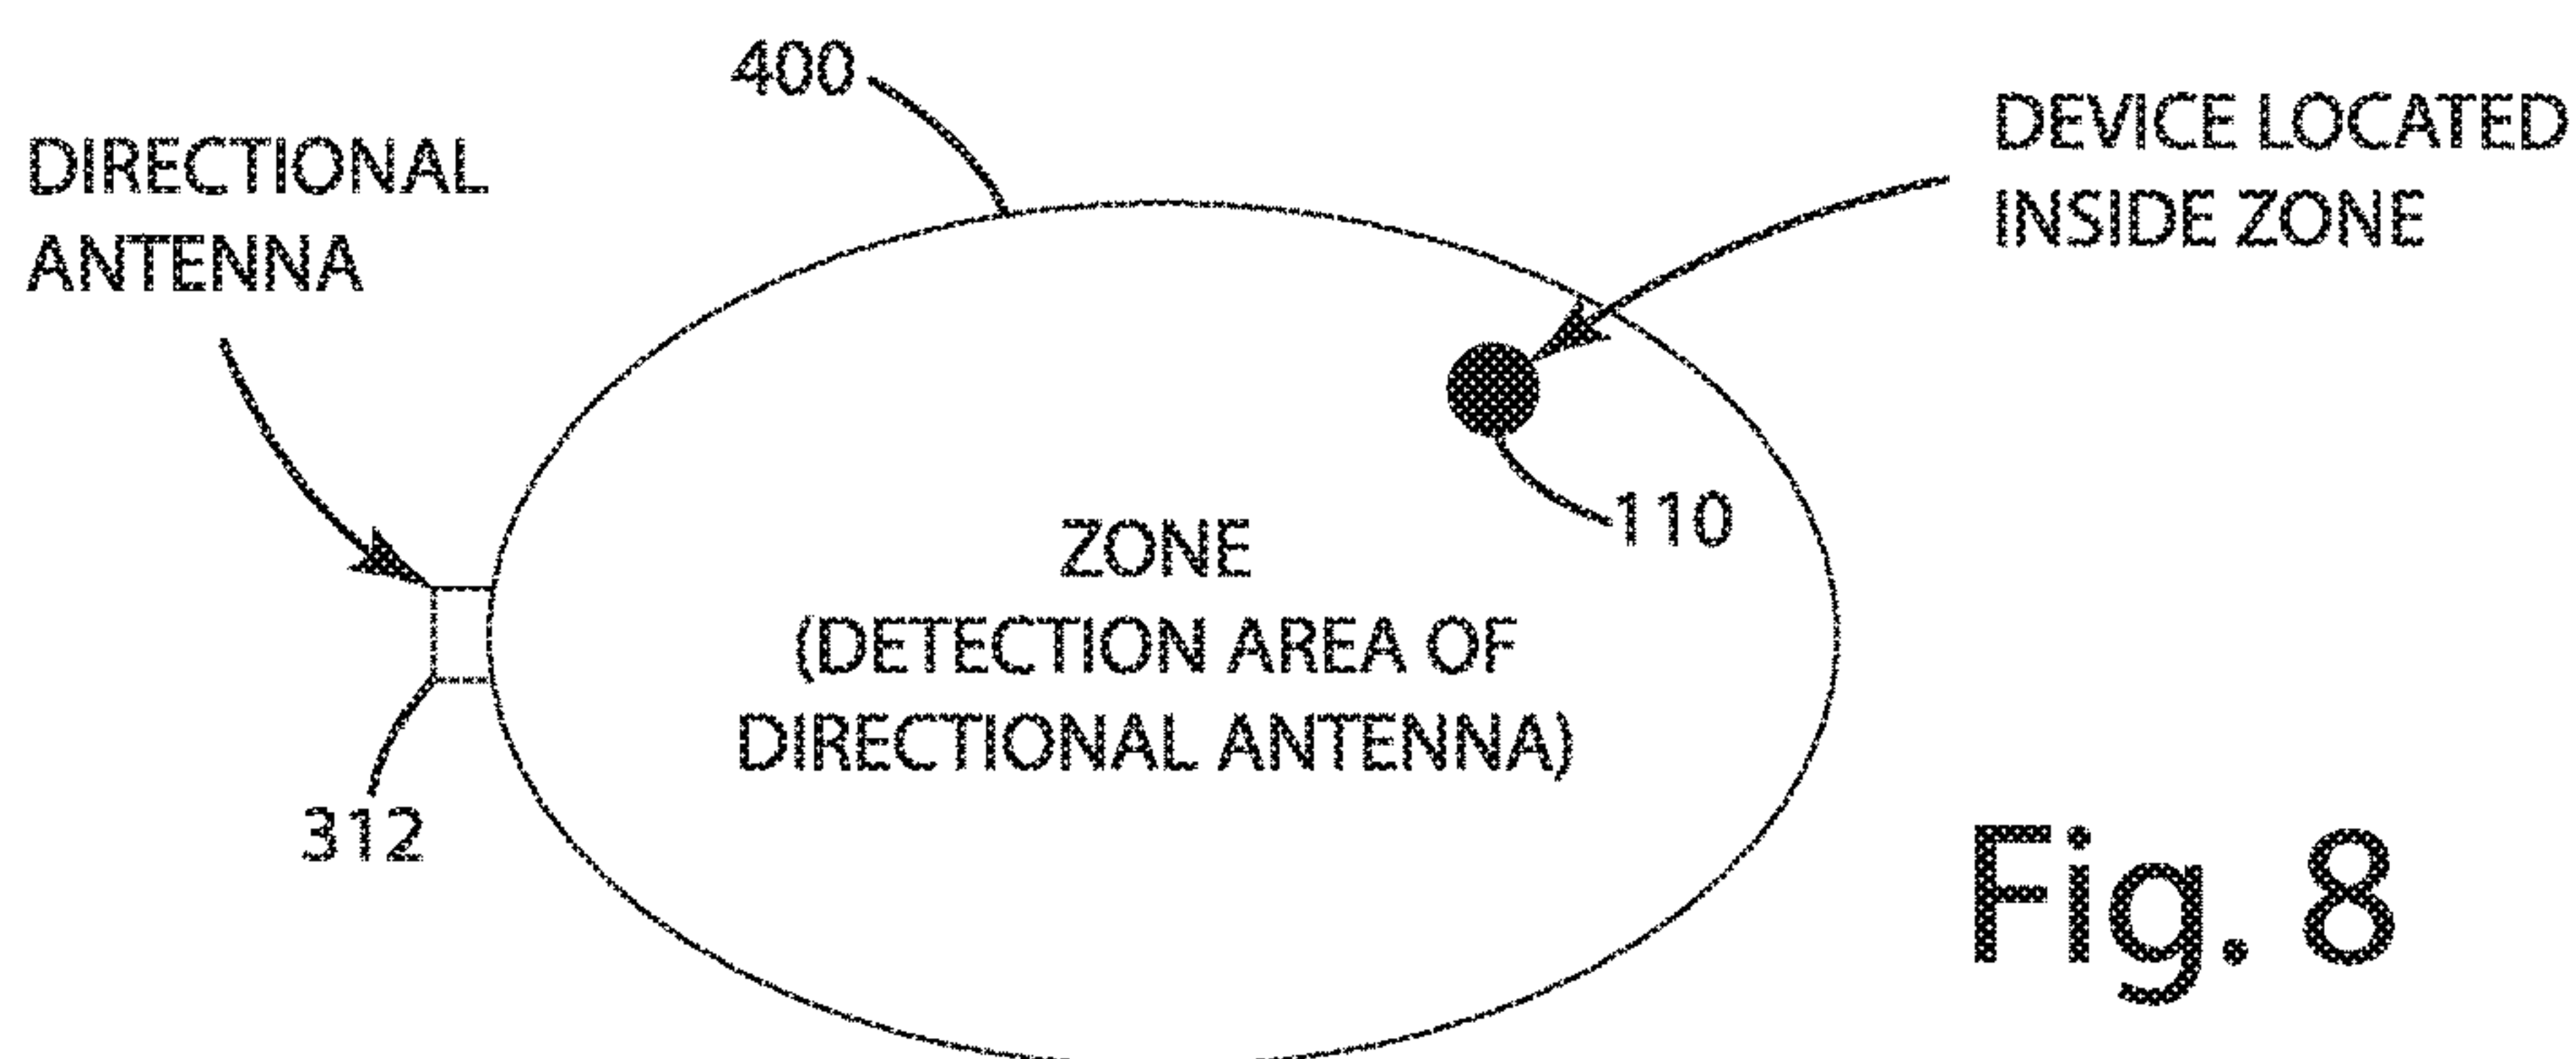 400
DIRECTIONAL
ANTENNA
DEVICE LOCATED
INSIDE ZONE
110
ZONE
(DETECTION AREA OF
DIRECTIONAL ANTENNA)
312
Fig. 8